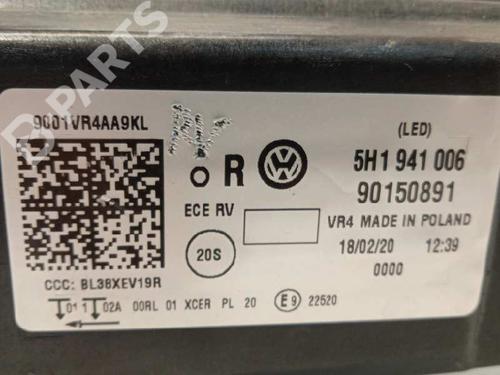 B-PARTS
9001VR4AA9KL
(LED)
R
5H1 941 006
90150891
ECE RV
VR4 MADE IN POLAND
20S
18/02/20 12:39
0000
CCC: BL38XEV19R
01 1 02A 00RL 01 XCER PL 20 E9 22520